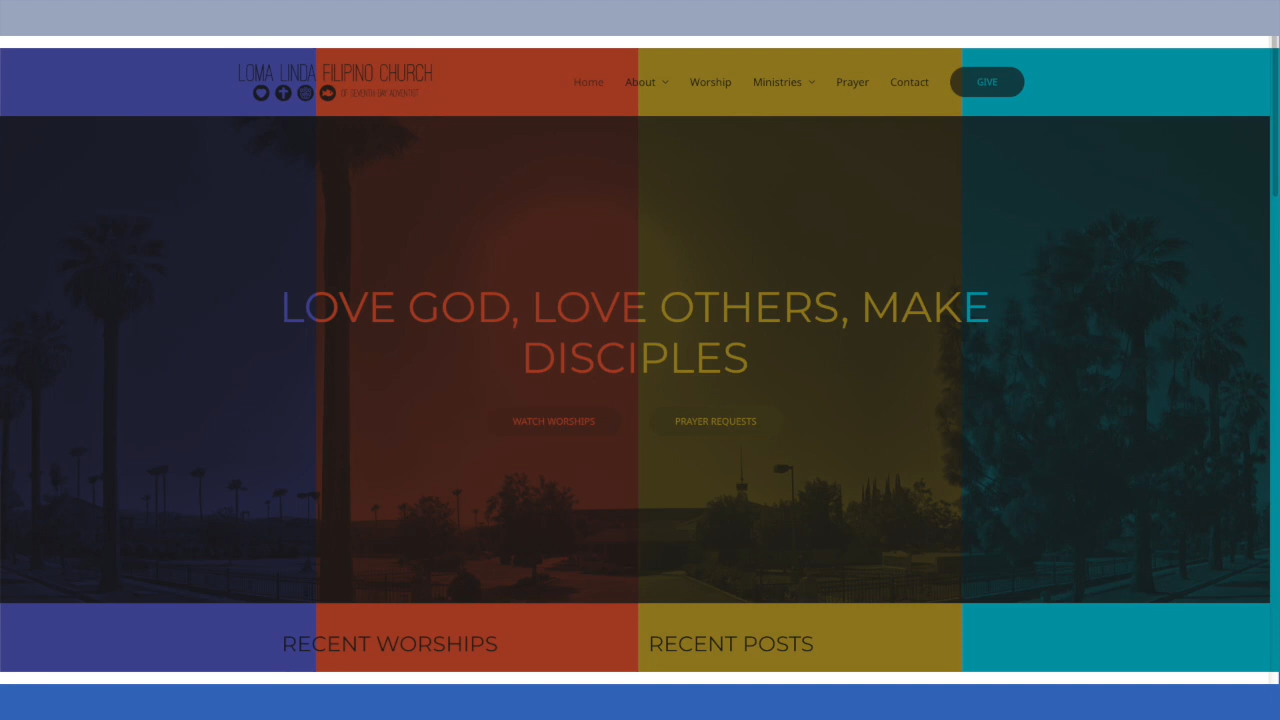 LOMA LINDA FILIPINO CHURCH
OF SEVENTH-DAY ADVENTIST
Home About Worship Ministries Prayer Contact GIVE
LOVE GOD, LOVE OTHERS, MAKE
DISCIPLES
WATCH WORSHIPS PRAYER REQUESTS
RECENT WORSHIPS RECENT POSTS